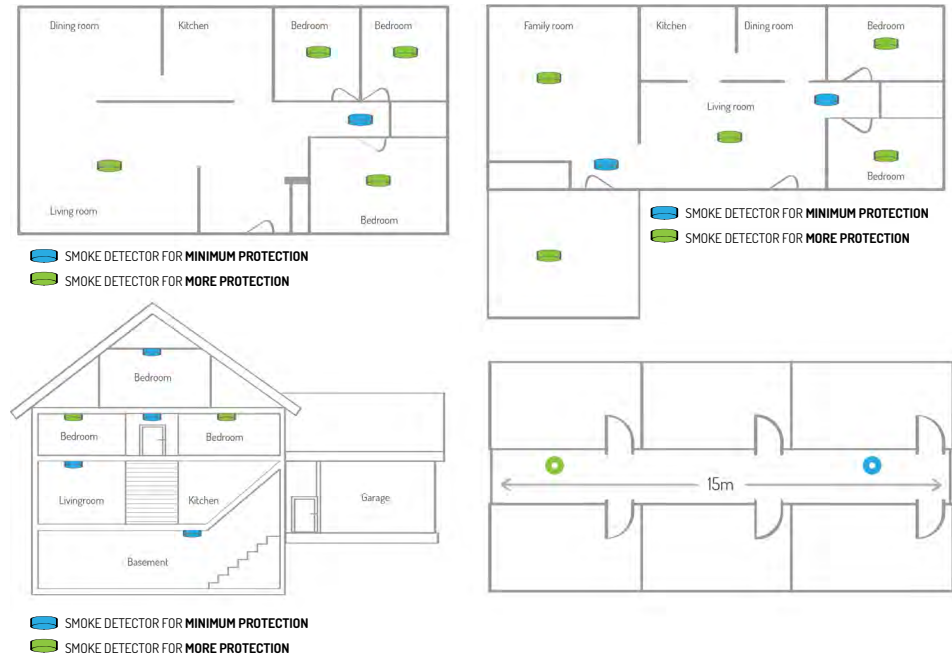 Dining room
Kitchen
Bedroom
Bedroom
Living room
Bedroom
SMOKE DETECTOR FOR MINIMUM PROTECTION
SMOKE DETECTOR FOR MORE PROTECTION
Family room
Kitchen
Dining room
Bedroom
Living room
Bedroom
SMOKE DETECTOR FOR MINIMUM PROTECTION
SMOKE DETECTOR FOR MORE PROTECTION
Bedroom
Bedroom
Bedroom
Livingroom
Kitchen
Garage
Basement
SMOKE DETECTOR FOR MINIMUM PROTECTION
SMOKE DETECTOR FOR MORE PROTECTION
15m